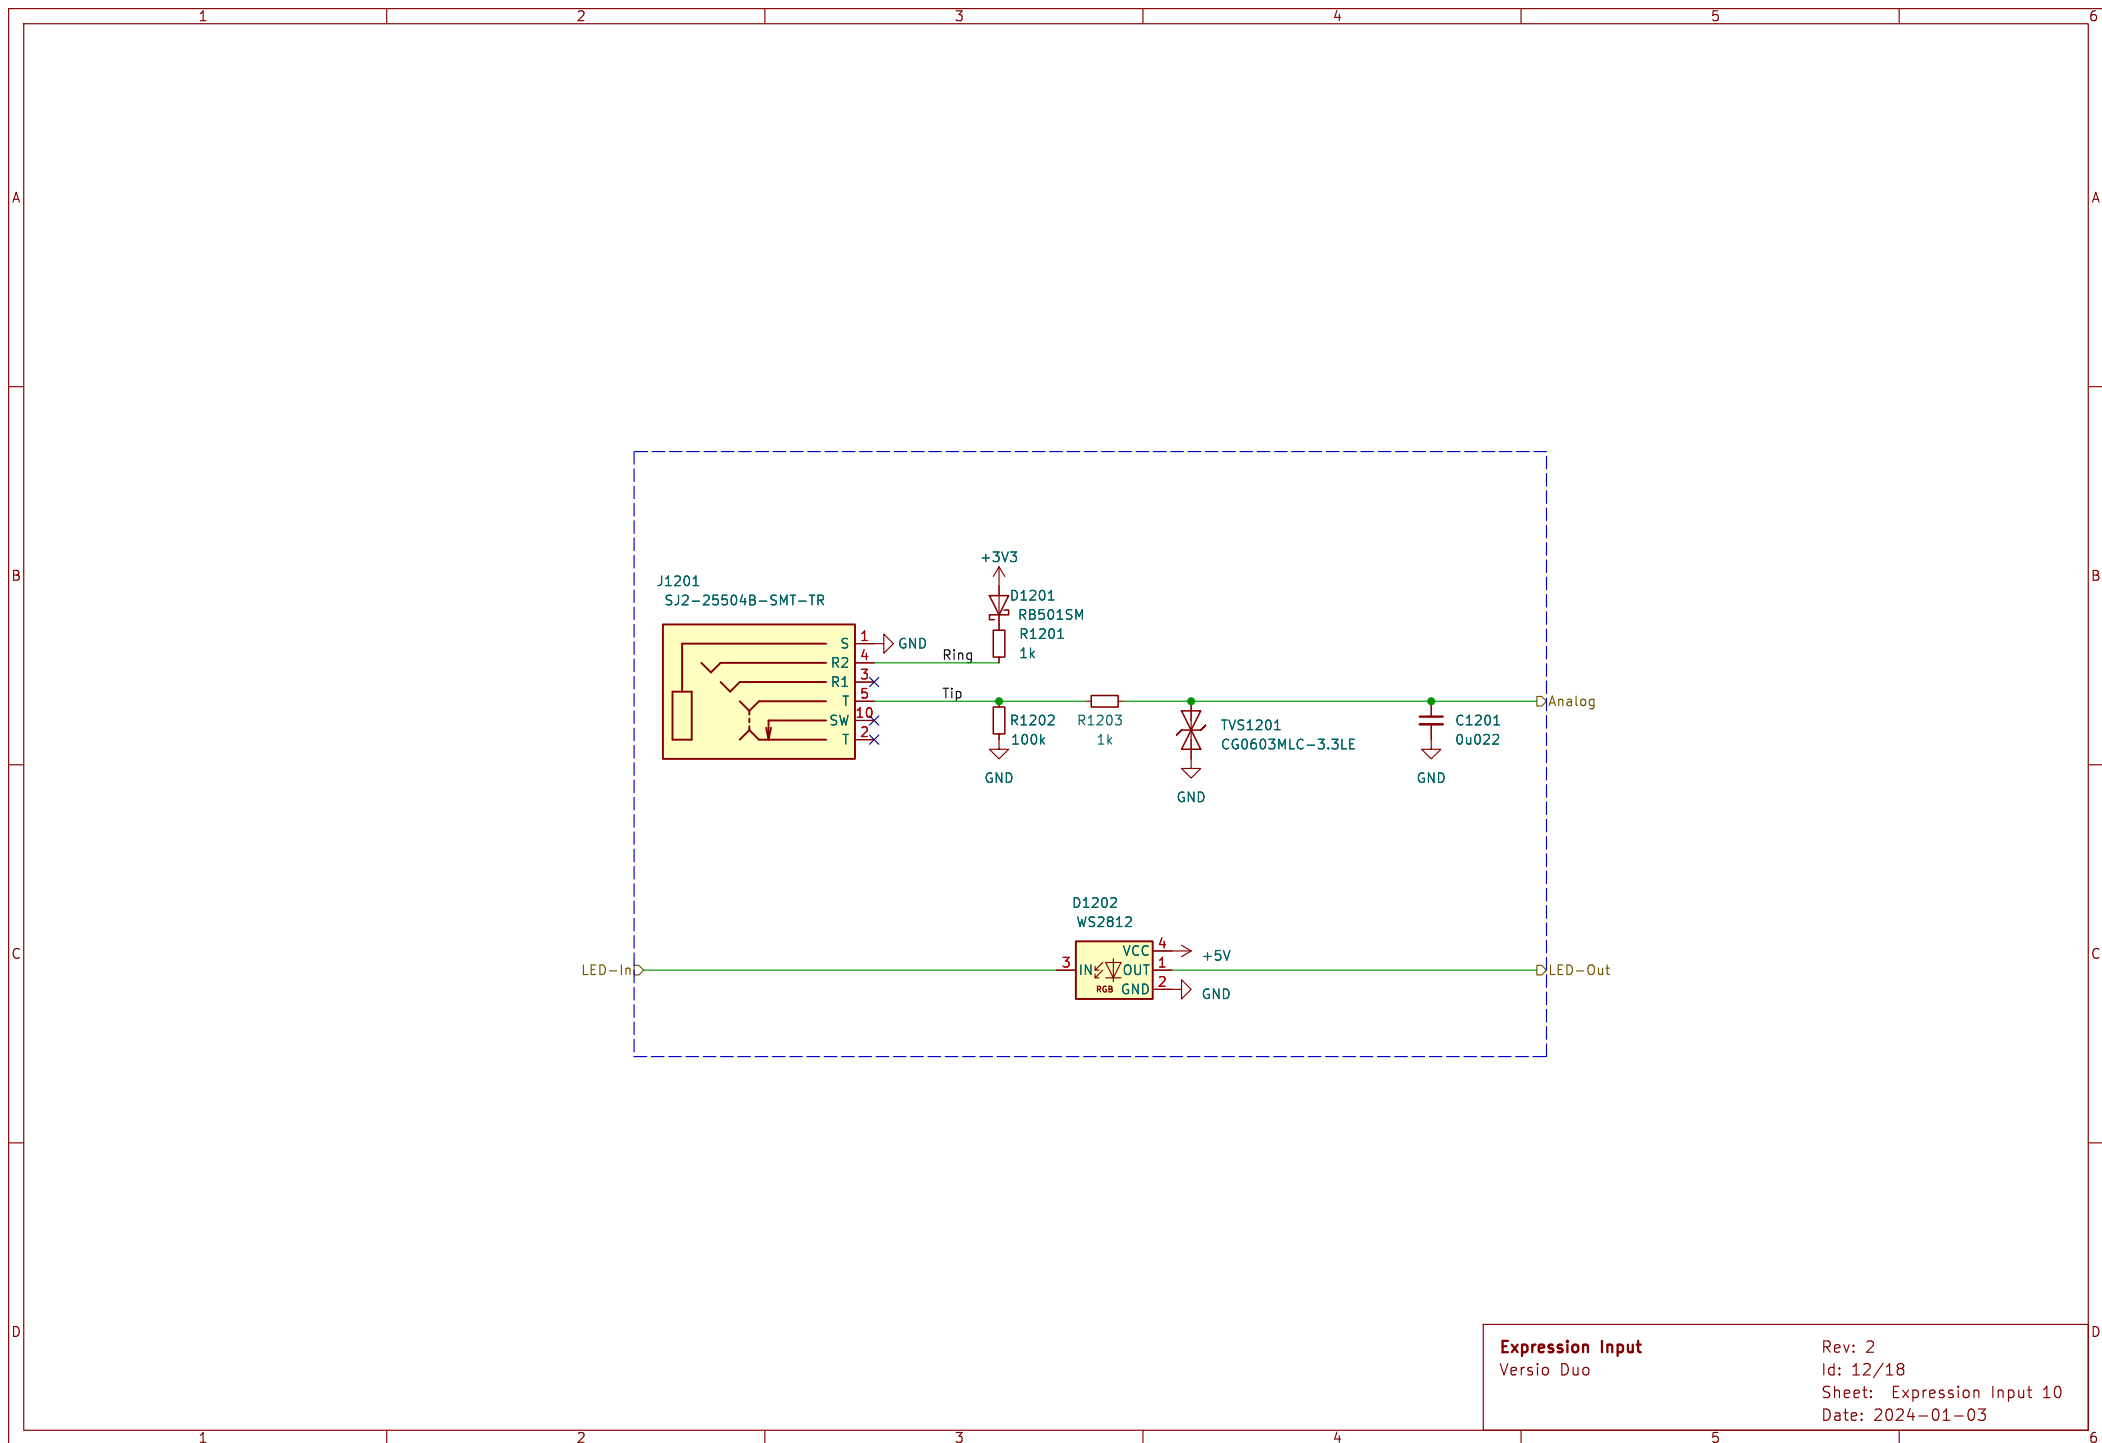 1 2 3 4 5 6
A A
B B
C C
D D
+3V3
D1201
RB501SM
R1201
1k
J1201
SJ2-25504B-SMT-TR
S 1 GND
R2 4 Ring
R1 3
T 5 Tip
SW 10
T 2
R1202
100k
GND
R1203
1k
TVS1201
CG0603MLC-3.3LE
GND
C1201
0u022
GND
Analog
D1202
WS2812
VCC 4 +5V
LED-In 3 IN OUT 1 LED-Out
RGB GND 2 GND
Expression Input
Versio Duo
Rev: 2
Id: 12/18
Sheet: Expression Input 10
Date: 2024-01-03
1 2 3 4 5 6